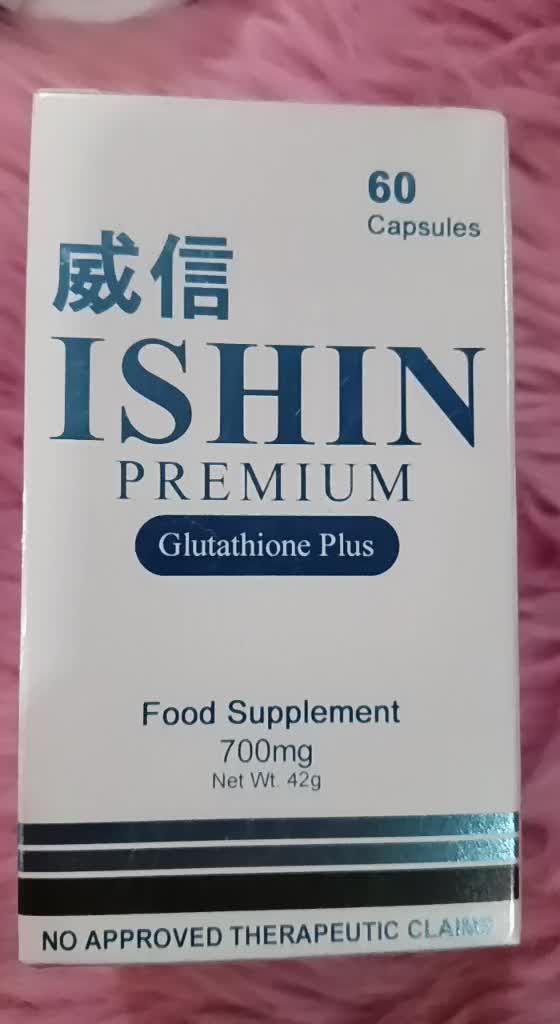 60
Capsules
威信
ISHIN
PREMIUM
Glutathione Plus
Food Supplement
700mg
Net Wt. 42g
NO APPROVED THERAPEUTIC CLAIMS